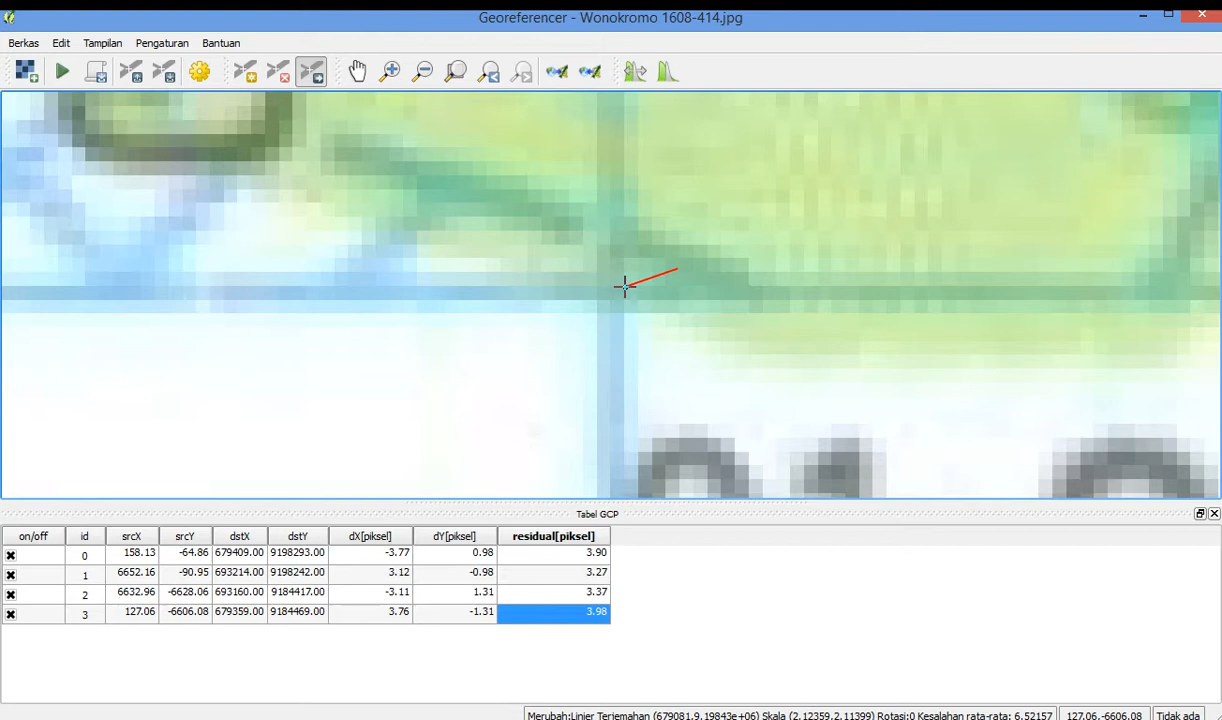 Georeferencer - Wonokromo 1608-414.jpg
Berkas Edit Tampilan Pengaturan Bantuan
Tabel GCP
on/off id srcX srcY dstX dstY dX[piksel] dY[piksel] residual[piksel]
0 158.13 -64.86 679409.00 9198293.00 -3.77 0.98 3.90
1 6652.16 -90.95 693214.00 9198242.00 3.12 -0.98 3.27
2 6632.96 -6628.06 693160.00 9184417.00 -3.11 1.31 3.37
3 127.06 -6606.08 679359.00 9184469.00 3.76 -1.31 3.98
Merubah:Linier Terjemahan (679081,9.19843e+06) Skala (2.12359,2.11399) Rotasi:0 Kesalahan rata-rata: 6.52157 127.06,-6606.08 Tidak ada